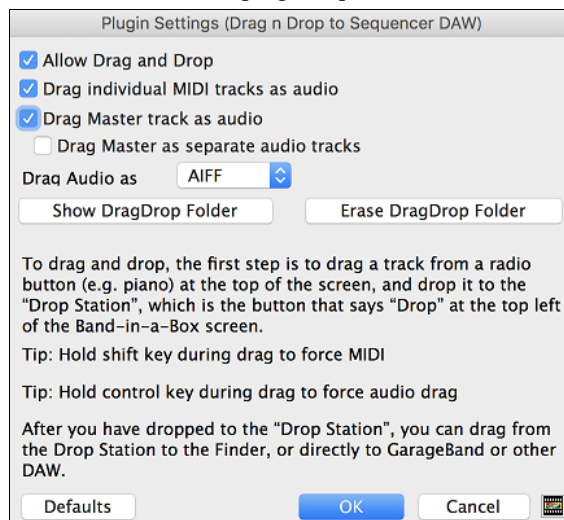 Plugin Settings (Drag n Drop to Sequencer DAW)
Allow Drag and Drop
Drag individual MIDI tracks as audio
Drag Master track as audio
Drag Master as separate audio tracks
Drag Audio as AIFF
Show DragDrop Folder Erase DragDrop Folder
To drag and drop, the first step is to drag a track from a radio
button (e.g. piano) at the top of the screen, and drop it to the
“Drop Station”, which is the button that says “Drop” at the top left
of the Band-in-a-Box screen.
Tip: Hold shift key during drag to force MIDI
Tip: Hold control key during drag to force audio drag
After you have dropped to the “Drop Station”, you can drag from
the Drop Station to the Finder, or directly to GarageBand or other
DAW.
Defaults OK Cancel